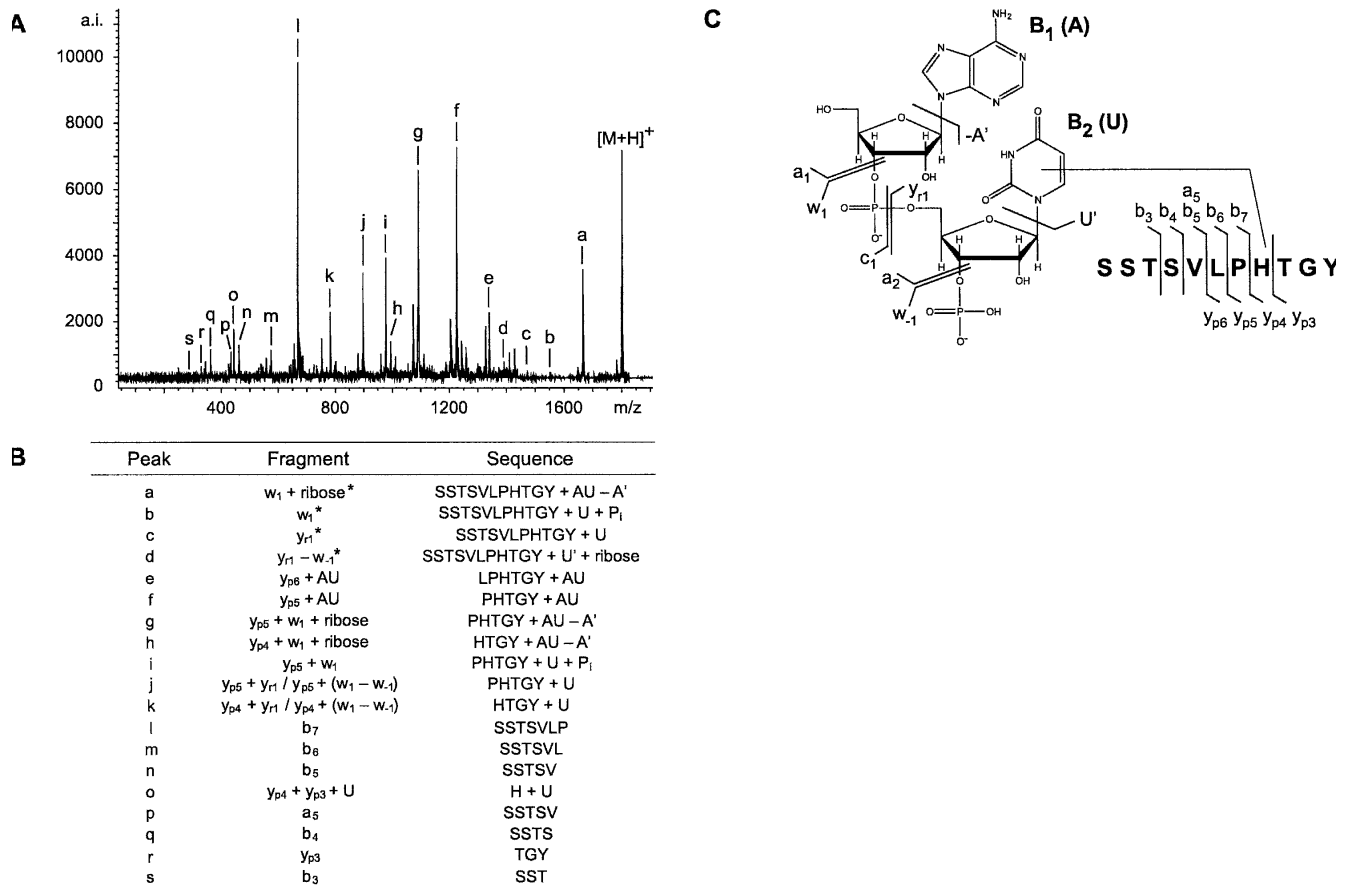 A
a.i.
10000
8000
6000
4000
2000
0
400 800 1200 1600 m/z
l
f
g
[M+H]+
j i
a
k
h
e
o
q
p n m
d
c b
s r
B
Peak Fragment Sequence
a w1 + ribose* SSTSVLPHTGY + AU – A'
b w1* SSTSVLPHTGY + U + Pi
c yr1* SSTSVLPHTGY + U
d yr1 – w-1* SSTSVLPHTGY + U' + ribose
e yp6 + AU LPHTGY + AU
f yp5 + AU PHTGY + AU
g yp5 + w1 + ribose PHTGY + AU – A'
h yp4 + w1 + ribose HTGY + AU – A'
i yp5 + w1 PHTGY + U + Pi
j yp5 + yr1 / yp5 + (w1 – w-1) PHTGY + U
k yp4 + yr1 / yp4 + (w1 – w-1) HTGY + U
l b7 SSTSVLP
m b6 SSTSVL
n b5 SSTSV
o yp4 + yp3 + U H + U
p a5 SSTSV
q b4 SSTS
r yp3 TGY
s b3 SST
C
NH2
B1 (A)
N N
N N
HO
O
-A'
H H
H H
OH
a1
w1
O
yr1
O=P–O
O-
c1
B2 (U)
O
HN
O N
U'
O
H H
H H
OH
a2
w-1
O
O=P–OH
O-
a5
b3 b4 b5 b6 b7
S S T S V L P H T G Y
yp6 yp5 yp4 yp3